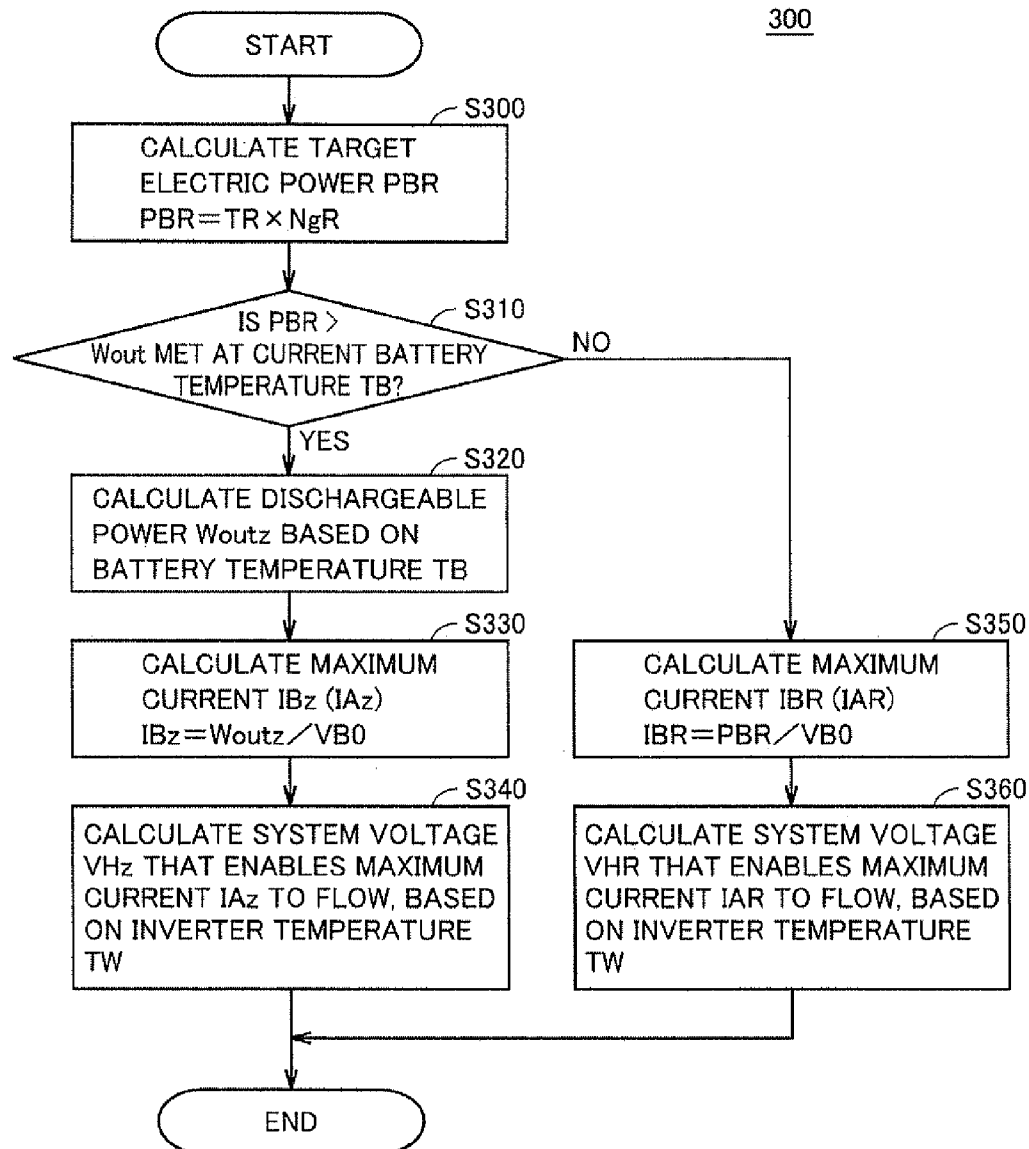 300
START
S300
CALCULATE TARGET
ELECTRIC POWER PBR
PBR=TR×NgR
S310
IS PBR >
Wout MET AT CURRENT BATTERY
TEMPERATURE TB?
NO
YES
S320
CALCULATE DISCHARGEABLE
POWER Woutz BASED ON
BATTERY TEMPERATURE TB
S330
CALCULATE MAXIMUM
CURRENT IBz (IAz)
IBz=Woutz/VB0
S350
CALCULATE MAXIMUM
CURRENT IBR (IAR)
IBR=PBR/VB0
S340
CALCULATE SYSTEM VOLTAGE
VHz THAT ENABLES MAXIMUM
CURRENT IAz TO FLOW, BASED
ON INVERTER TEMPERATURE
TW
S360
CALCULATE SYSTEM VOLTAGE
VHR THAT ENABLES MAXIMUM
CURRENT IAR TO FLOW, BASED
ON INVERTER TEMPERATURE
TW
END